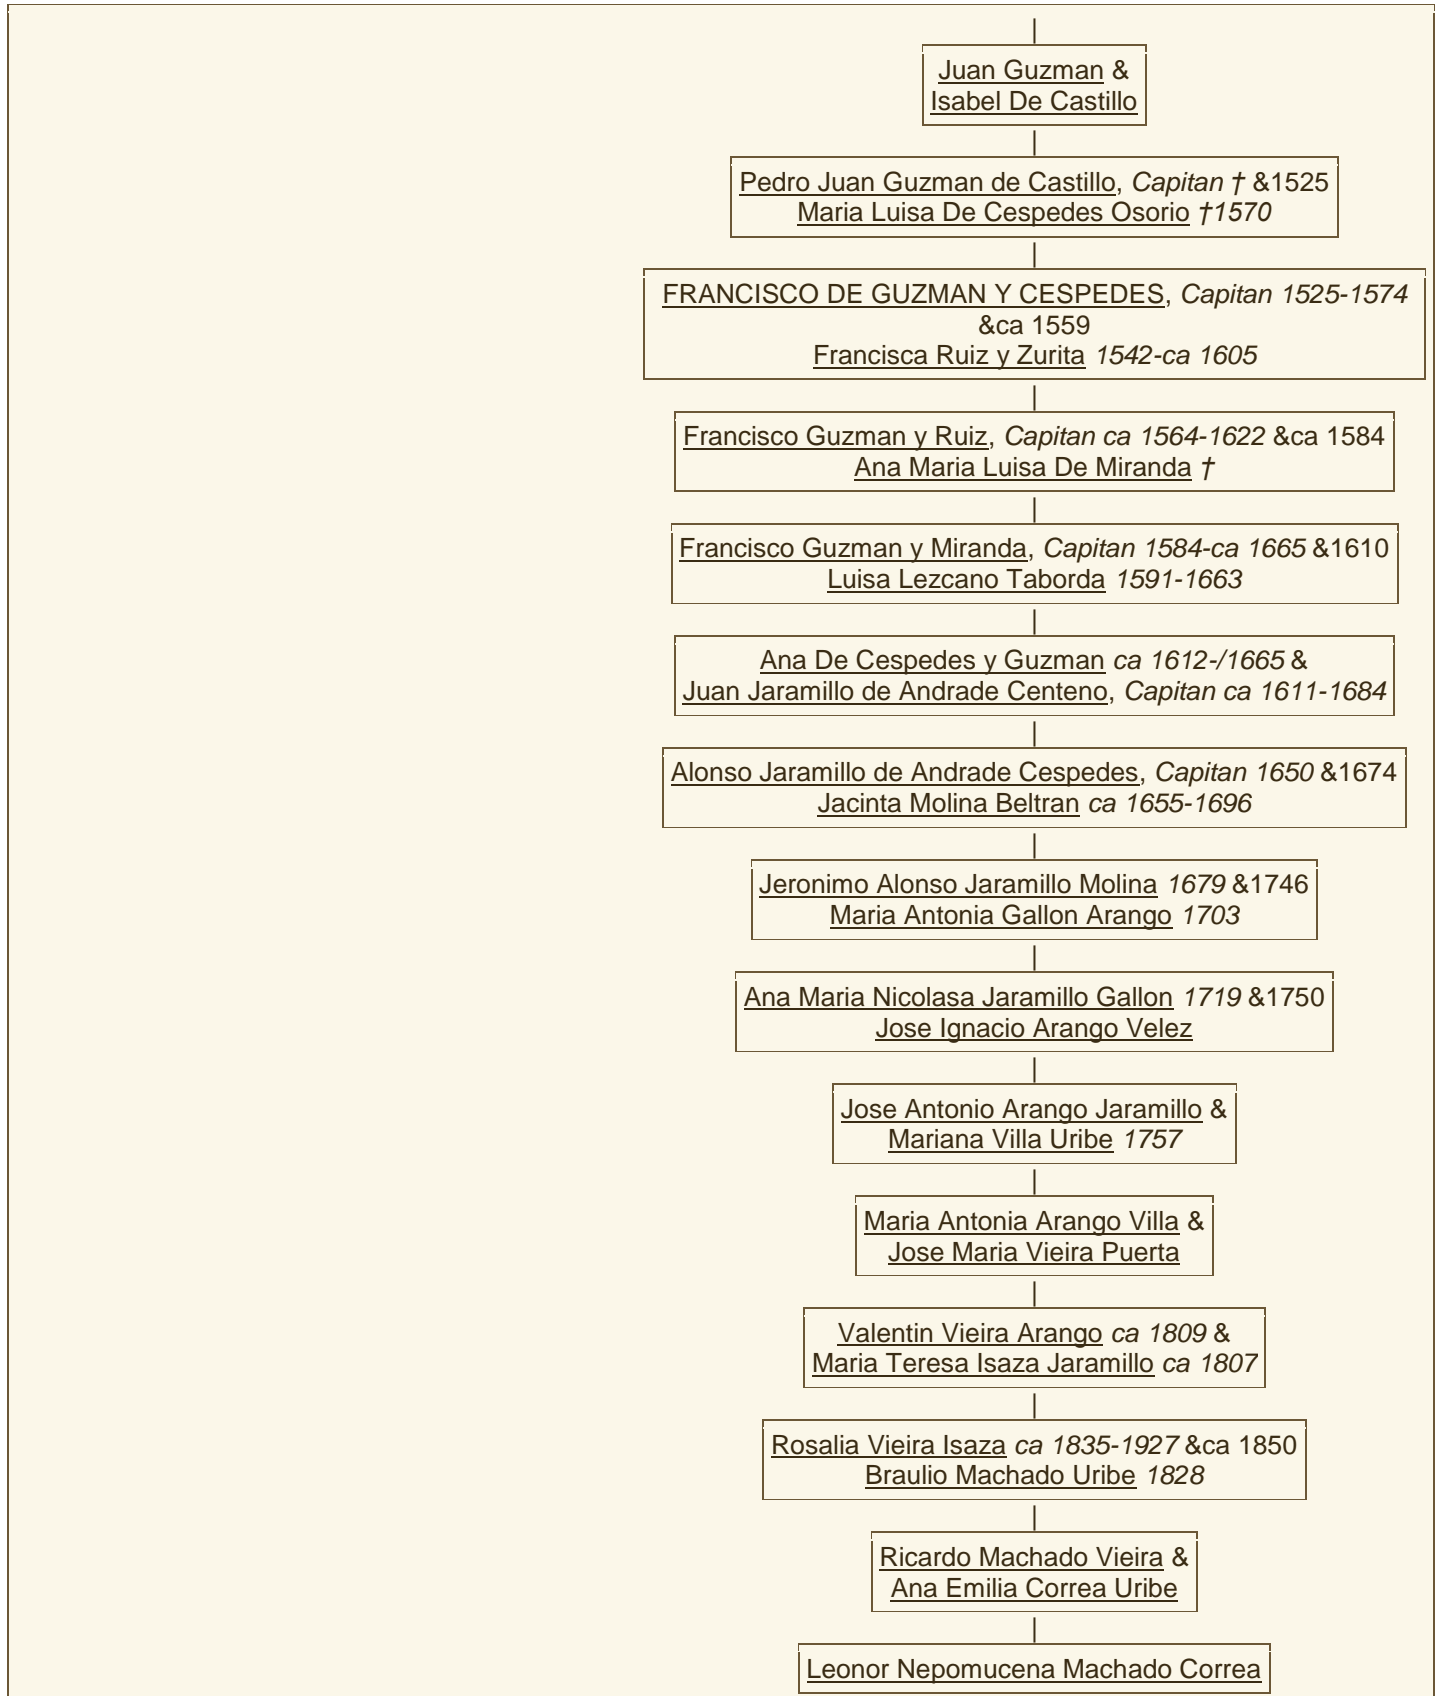 Juan Guzman &
Isabel De Castillo
Pedro Juan Guzman de Castillo, Capitan † &1525
Maria Luisa De Cespedes Osorio †1570
FRANCISCO DE GUZMAN Y CESPEDES, Capitan 1525-1574
&ca 1559
Francisca Ruiz y Zurita 1542-ca 1605
Francisco Guzman y Ruiz, Capitan ca 1564-1622 &ca 1584
Ana Maria Luisa De Miranda †
Francisco Guzman y Miranda, Capitan 1584-ca 1665 &1610
Luisa Lezcano Taborda 1591-1663
Ana De Cespedes y Guzman ca 1612-/1665 &
Juan Jaramillo de Andrade Centeno, Capitan ca 1611-1684
Alonso Jaramillo de Andrade Cespedes, Capitan 1650 &1674
Jacinta Molina Beltran ca 1655-1696
Jeronimo Alonso Jaramillo Molina 1679 &1746
Maria Antonia Gallon Arango 1703
Ana Maria Nicolasa Jaramillo Gallon 1719 &1750
Jose Ignacio Arango Velez
Jose Antonio Arango Jaramillo &
Mariana Villa Uribe 1757
Maria Antonia Arango Villa &
Jose Maria Vieira Puerta
Valentin Vieira Arango ca 1809 &
Maria Teresa Isaza Jaramillo ca 1807
Rosalia Vieira Isaza ca 1835-1927 &ca 1850
Braulio Machado Uribe 1828
Ricardo Machado Vieira &
Ana Emilia Correa Uribe
Leonor Nepomucena Machado Correa